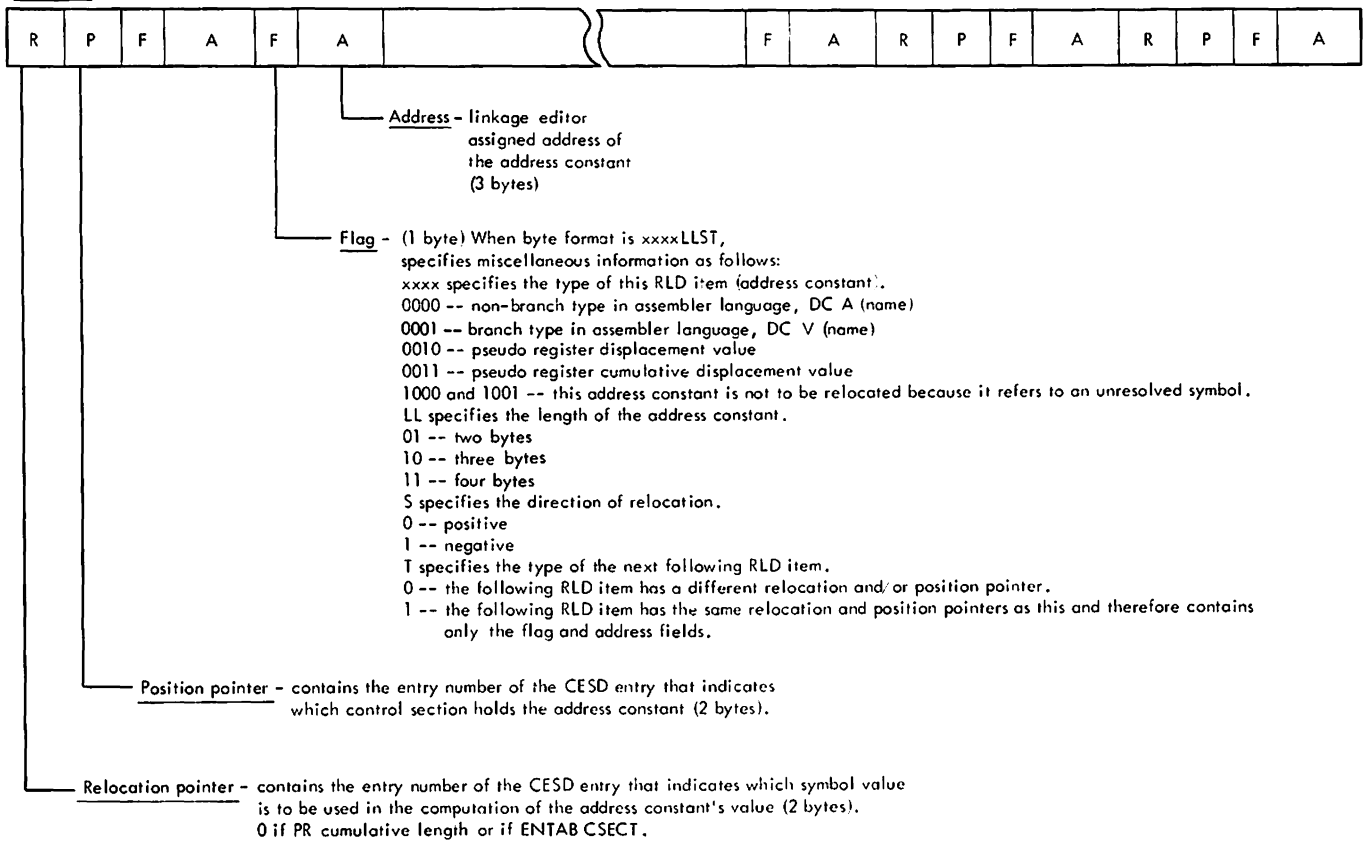 R P F A F A F A R P F A R P F A
Address – linkage editor
assigned address of
the address constant
(3 bytes)
Flag – (1 byte) When byte format is xxxxLLST,
specifies miscellaneous information as follows:
xxxx specifies the type of this RLD item (address constant).
0000 -- non-branch type in assembler language, DC A (name)
0001 -- branch type in assembler language, DC V (name)
0010 -- pseudo register displacement value
0011 -- pseudo register cumulative displacement value
1000 and 1001 -- this address constant is not to be relocated because it refers to an unresolved symbol.
LL specifies the length of the address constant.
01 -- two bytes
10 -- three bytes
11 -- four bytes
S specifies the direction of relocation.
0 -- positive
1 -- negative
T specifies the type of the next following RLD item.
0 -- the following RLD item has a different relocation and/or position pointer.
1 -- the following RLD item has the same relocation and position pointers as this and therefore contains
only the flag and address fields.
Position pointer – contains the entry number of the CESD entry that indicates
which control section holds the address constant (2 bytes).
Relocation pointer – contains the entry number of the CESD entry that indicates which symbol value
is to be used in the computation of the address constant's value (2 bytes).
0 if PR cumulative length or if ENTAB CSECT.